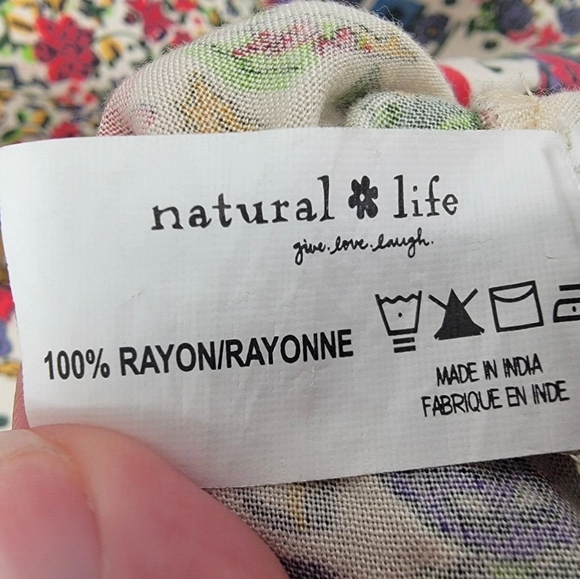 natural life
give. love. laugh.
100% RAYON/RAYONNE
MADE IN INDIA
FABRIQUE EN INDE